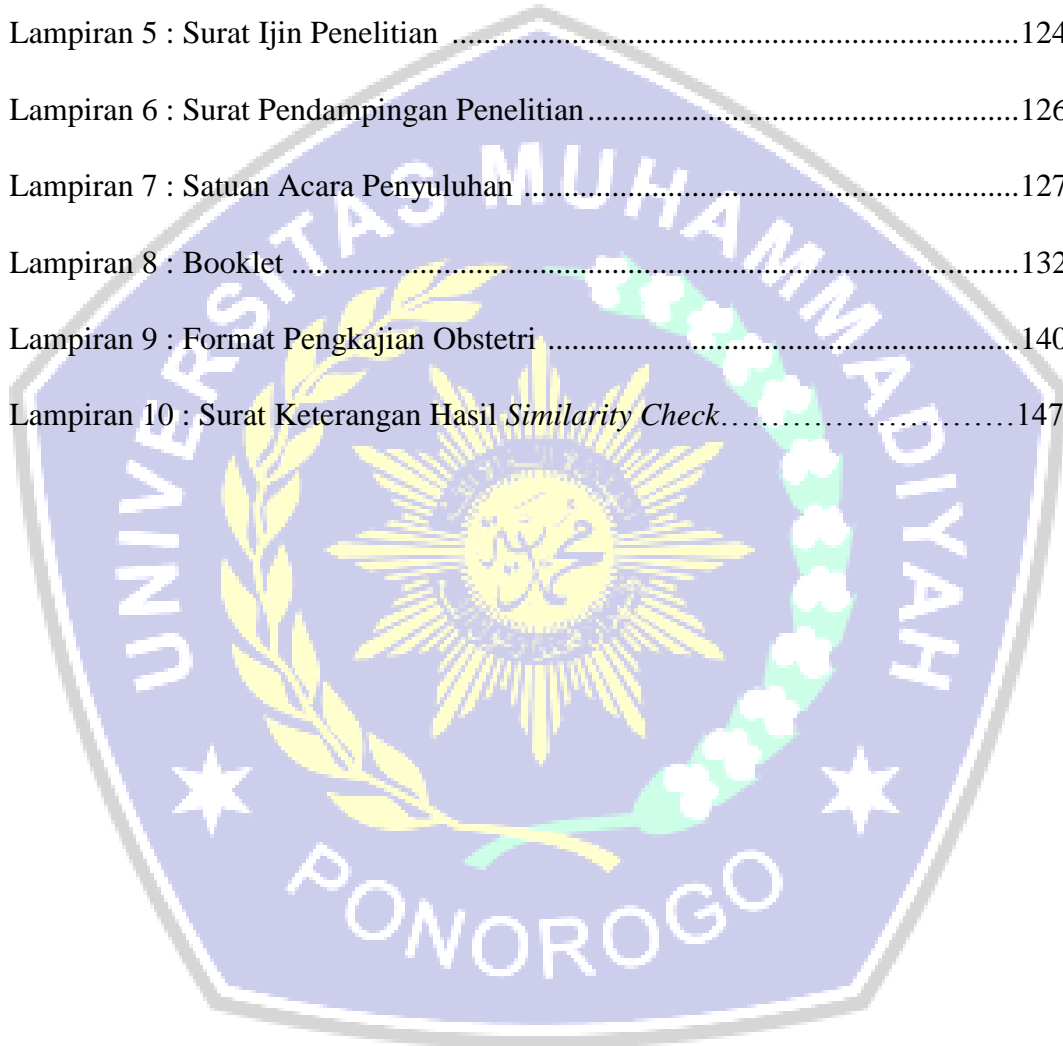 Lampiran 5 : Surat Ijin Penelitian ........................................................................124
Lampiran 6 : Surat Pendampingan Penelitian.......................................................126
Lampiran 7 : Satuan Acara Penyuluhan ...............................................................127
Lampiran 8 : Booklet ............................................................................................132
Lampiran 9 : Format Pengkajian Obstetri ............................................................140
Lampiran 10 : Surat Keterangan Hasil Similarity Check…………………………147
UNIVERSITAS MUHAMMADIYAH
PONOROGO